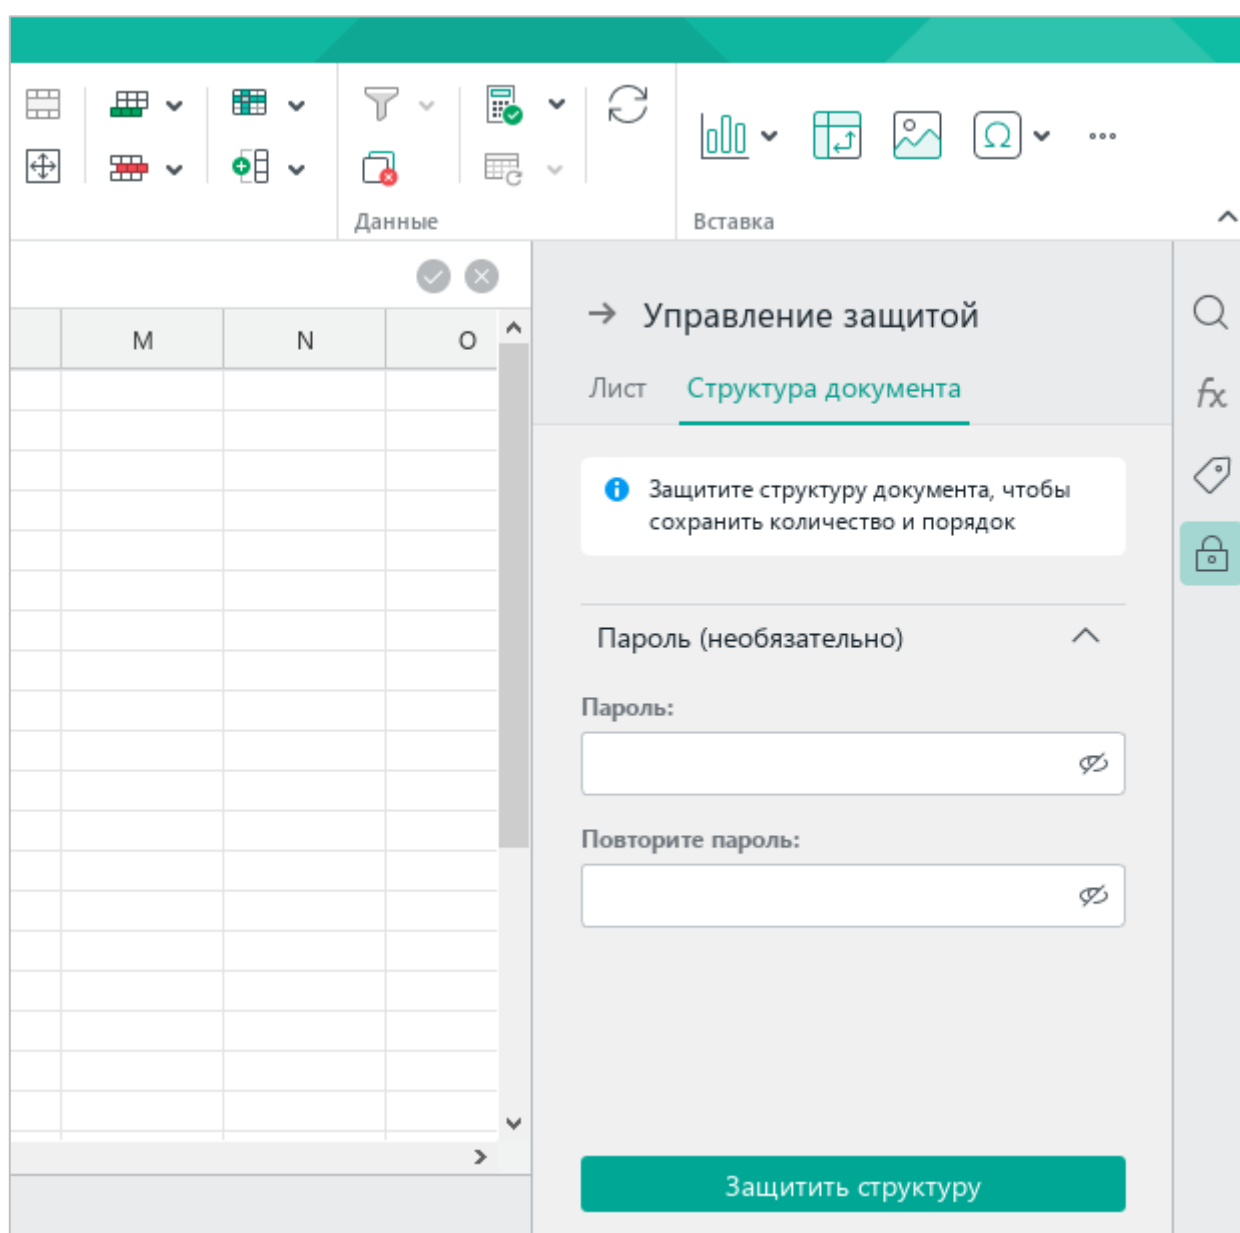 Данные
Вставка
M N O
Управление защитой
Лист Структура документа
Защитите структуру документа, чтобы
сохранить количество и порядок
Пароль (необязательно)
Пароль:
Повторите пароль:
Защитить структуру
fx
Ω